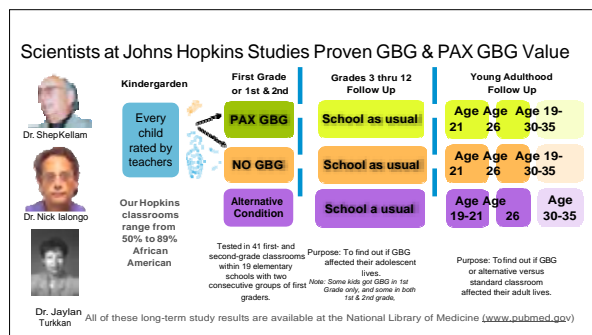 Scientists at Johns Hopkins Studies Proven GBG & PAX GBG Value
Dr. ShepKellam
Dr. Nick Ialongo
Dr. Jaylan
Turkkan
Kindergarden
Every
child
rated by
teachers
Our Hopkins
classrooms
range from
50% to 89%
African
American
First Grade
or 1st & 2nd
PAX GBG
NO GBG
Alternative
Condition
Tested in 41 first- and
second-grade classrooms
within 19 elementary
schools with two
consecutive groups of first
graders.
Grades 3 thru 12
Follow Up
School as usual
School as usual
School a usual
Purpose: To find out if GBG
affected their adolescent
lives.
Note: Some kids got GBG in 1st
Grade only, and some in both
1st & 2nd grade,
Young Adulthood
Follow Up
Age Age Age 19-
21 26 30-35
Age Age Age 19-
21 26 30-35
Age Age Age
19-21 26 30-35
Purpose: To find out if GBG
or alternative versus
standard classroom
affected their adult lives.
All of these long-term study results are available at the National Library of Medicine (www.pubmed.gov)